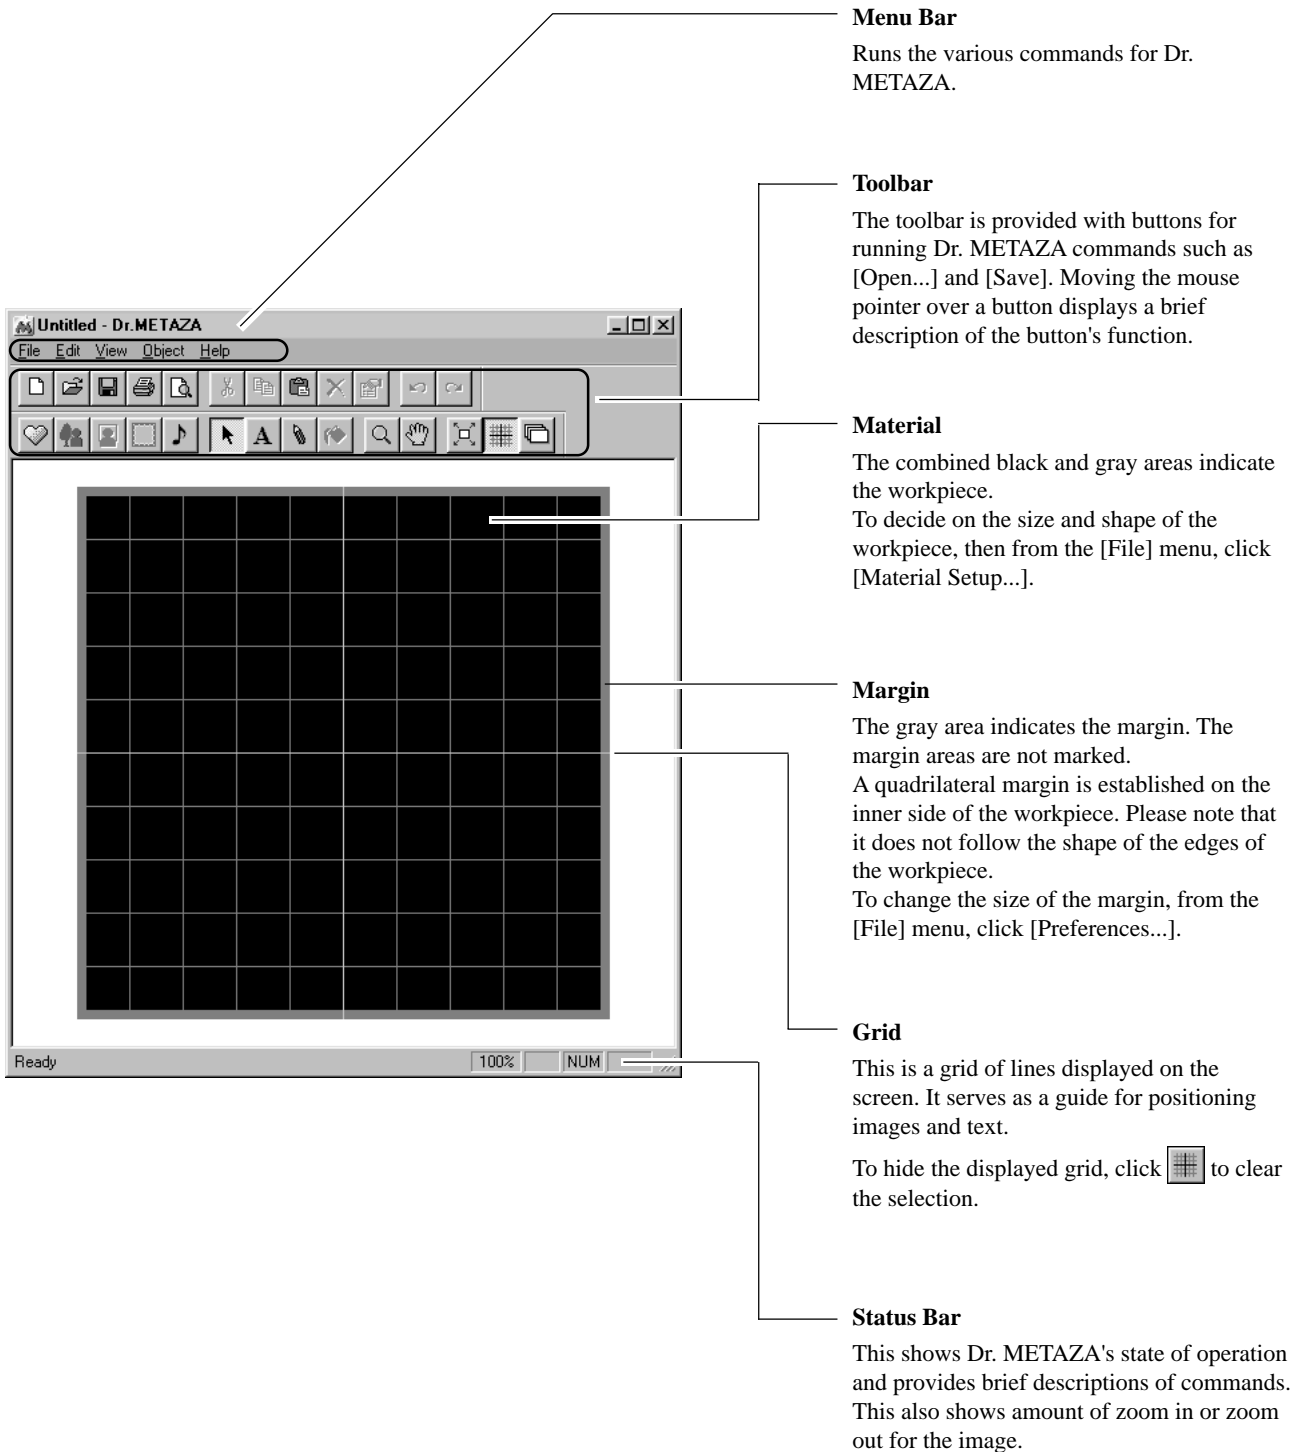 Menu Bar
Runs the various commands for Dr.
METAZA.
Toolbar
The toolbar is provided with buttons for
running Dr. METAZA commands such as
[Open...] and [Save]. Moving the mouse
pointer over a button displays a brief
description of the button's function.
Untitled - Dr.METAZA
File Edit View Object Help
A
Material
The combined black and gray areas indicate
the workpiece.
To decide on the size and shape of the
workpiece, then from the [File] menu, click
[Material Setup...].
Margin
The gray area indicates the margin. The
margin areas are not marked.
A quadrilateral margin is established on the
inner side of the workpiece. Please note that
it does not follow the shape of the edges of
the workpiece.
To change the size of the margin, from the
[File] menu, click [Preferences...].
Grid
This is a grid of lines displayed on the
screen. It serves as a guide for positioning
images and text.
To hide the displayed grid, click to clear
the selection.
Ready 100% NUM
Status Bar
This shows Dr. METAZA's state of operation
and provides brief descriptions of commands.
This also shows amount of zoom in or zoom
out for the image.